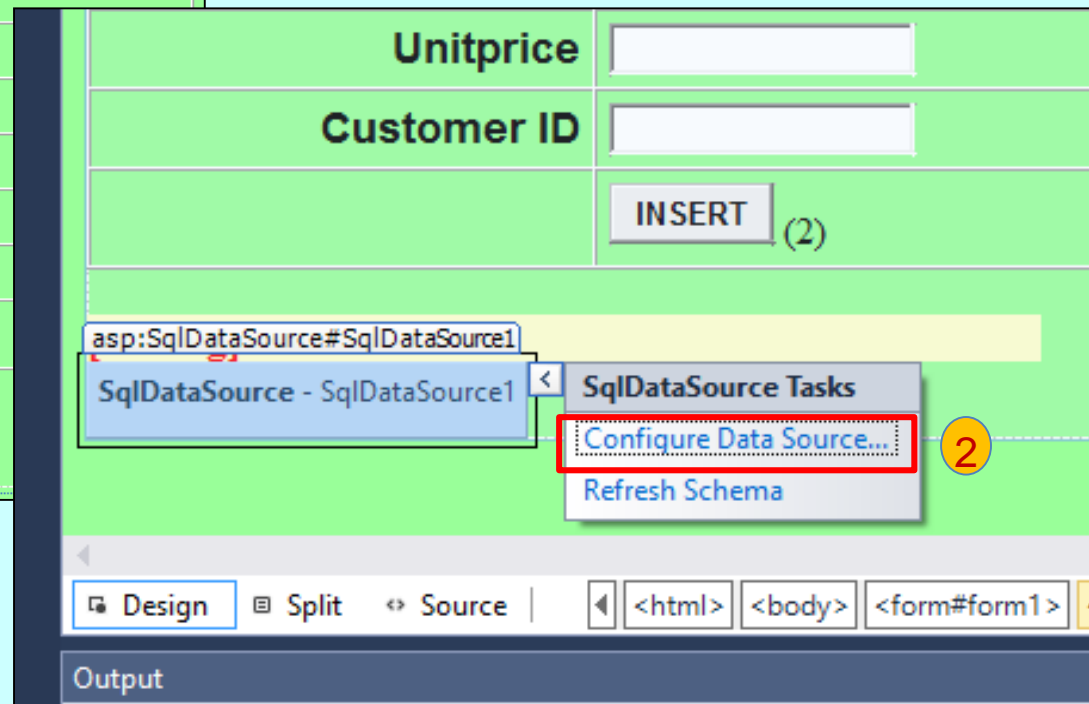 Unitprice
Customer ID
INSERT (2)
asp:SqlDataSource#SqlDataSource1
SqlDataSource - SqlDataSource1
<
SqlDataSource Tasks
Configure Data Source...
2
Refresh Schema
Design Split Source <html> <body> <form#form1>
Output